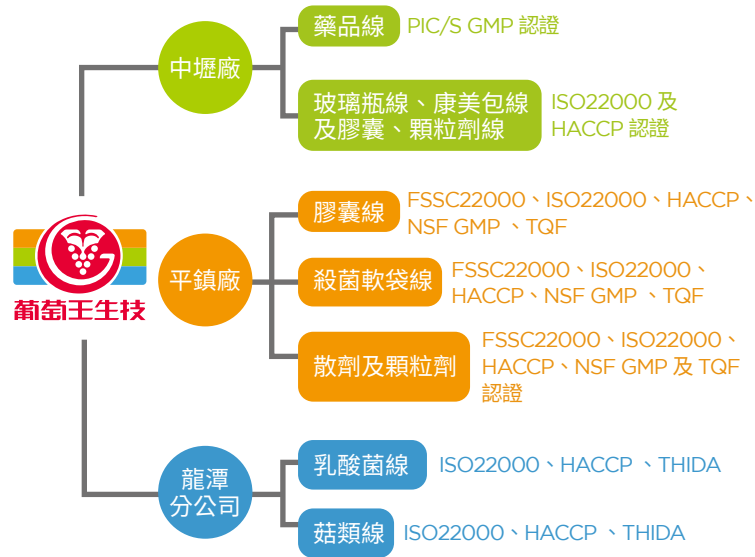 藥品線
PIC/S GMP 認證
中壢廠
玻璃瓶線、康美包線
及膠囊、顆粒劑線
ISO22000 及
HACCP 認證
葡萄王生技
平鎮廠
膠囊線
FSSC22000、ISO22000、HACCP、
NSF GMP 、TQF
殺菌軟袋線
FSSC22000、ISO22000、
HACCP、NSF GMP 、TQF
散劑及顆粒劑
FSSC22000、ISO22000、
HACCP、NSF GMP 及 TQF
認證
龍潭
分公司
乳酸菌線
ISO22000、HACCP 、THIDA
菇類線
ISO22000、HACCP 、THIDA